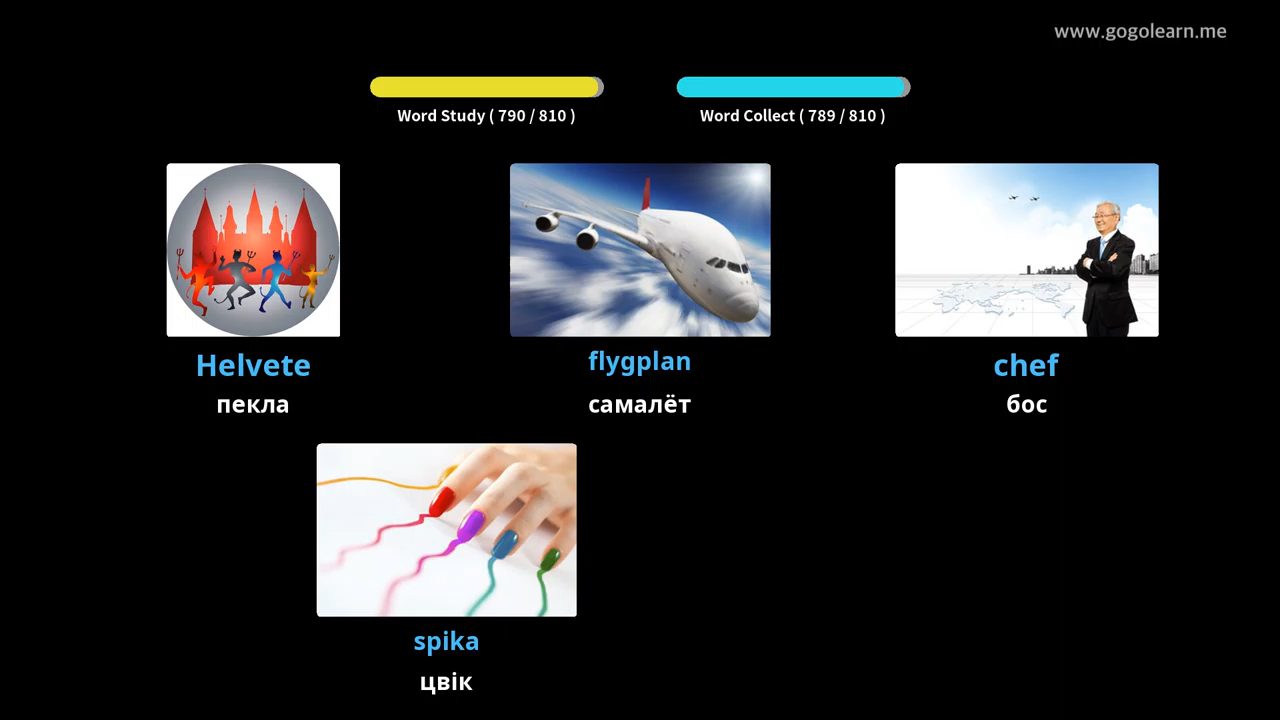 www.gogolearn.me
Word Study ( 790 / 810 )
Word Collect ( 789 / 810 )
Helvete
flygplan
chef
пекла
самалёт
бос
spika
цвік